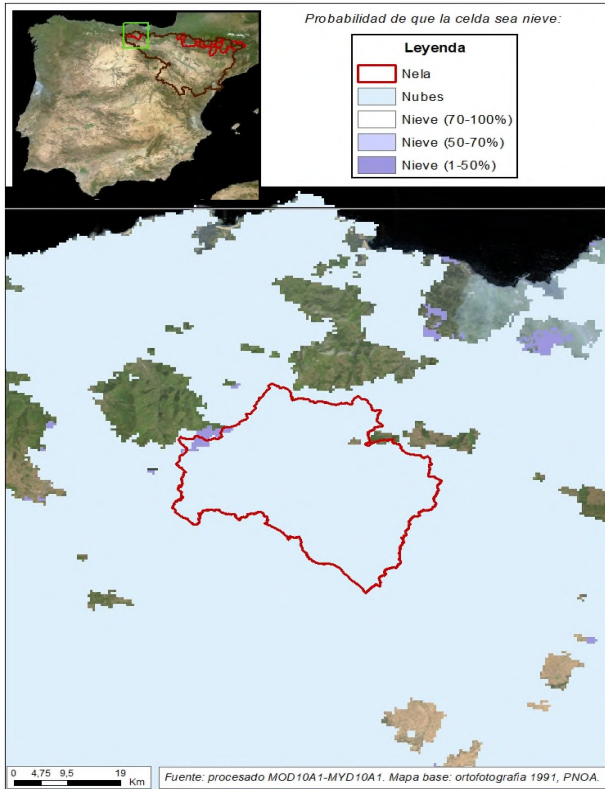 Probabilidad de que la celda sea nieve:
Leyenda
Nela
Nubes
Nieve (70-100%)
Nieve (50-70%)
Nieve (1-50%)
0 4,75 9,5 19
Km
Fuente: procesado MOD10A1-MYD10A1. Mapa base: ortofotografia 1991, PNOA.